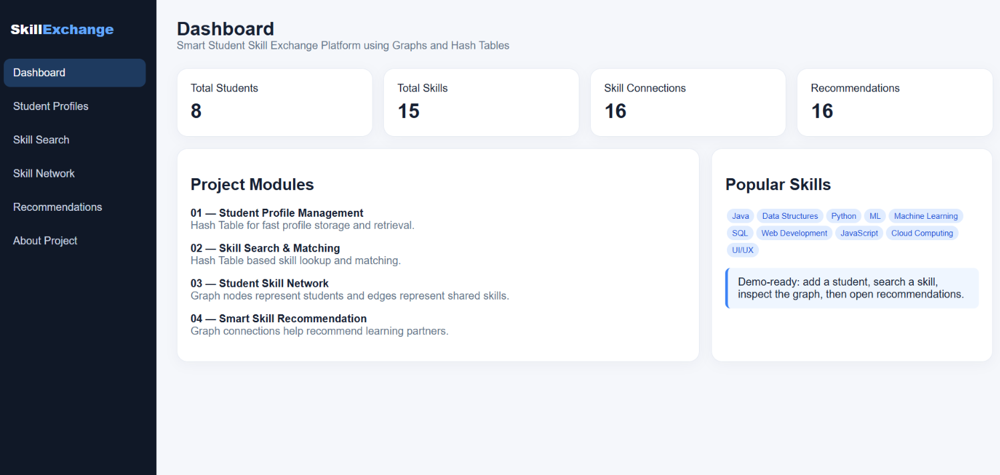 SkillExchange
Dashboard
Student Profiles
Skill Search
Skill Network
Recommendations
About Project
Dashboard
Smart Student Skill Exchange Platform using Graphs and Hash Tables
Total Students
8
Total Skills
15
Skill Connections
16
Recommendations
16
Project Modules
01 — Student Profile Management
Hash Table for fast profile storage and retrieval.
02 — Skill Search & Matching
Hash Table based skill lookup and matching.
03 — Student Skill Network
Graph nodes represent students and edges represent shared skills.
04 — Smart Skill Recommendation
Graph connections help recommend learning partners.
Popular Skills
Java Data Structures Python ML Machine Learning
SQL Web Development JavaScript Cloud Computing
UI/UX
Demo-ready: add a student, search a skill,
inspect the graph, then open recommendations.